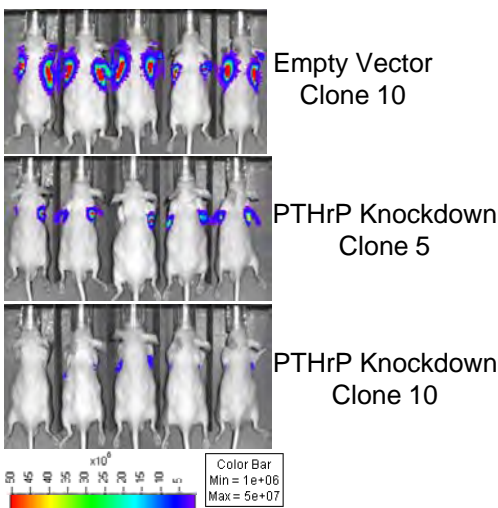 Empty Vector
Clone 10
PTHrP Knockdown
Clone 5
PTHrP Knockdown
Clone 10
x10⁶
50 45 40 35 30 25 20 15 10 5
Color Bar
Min = 1e+06
Max = 5e+07